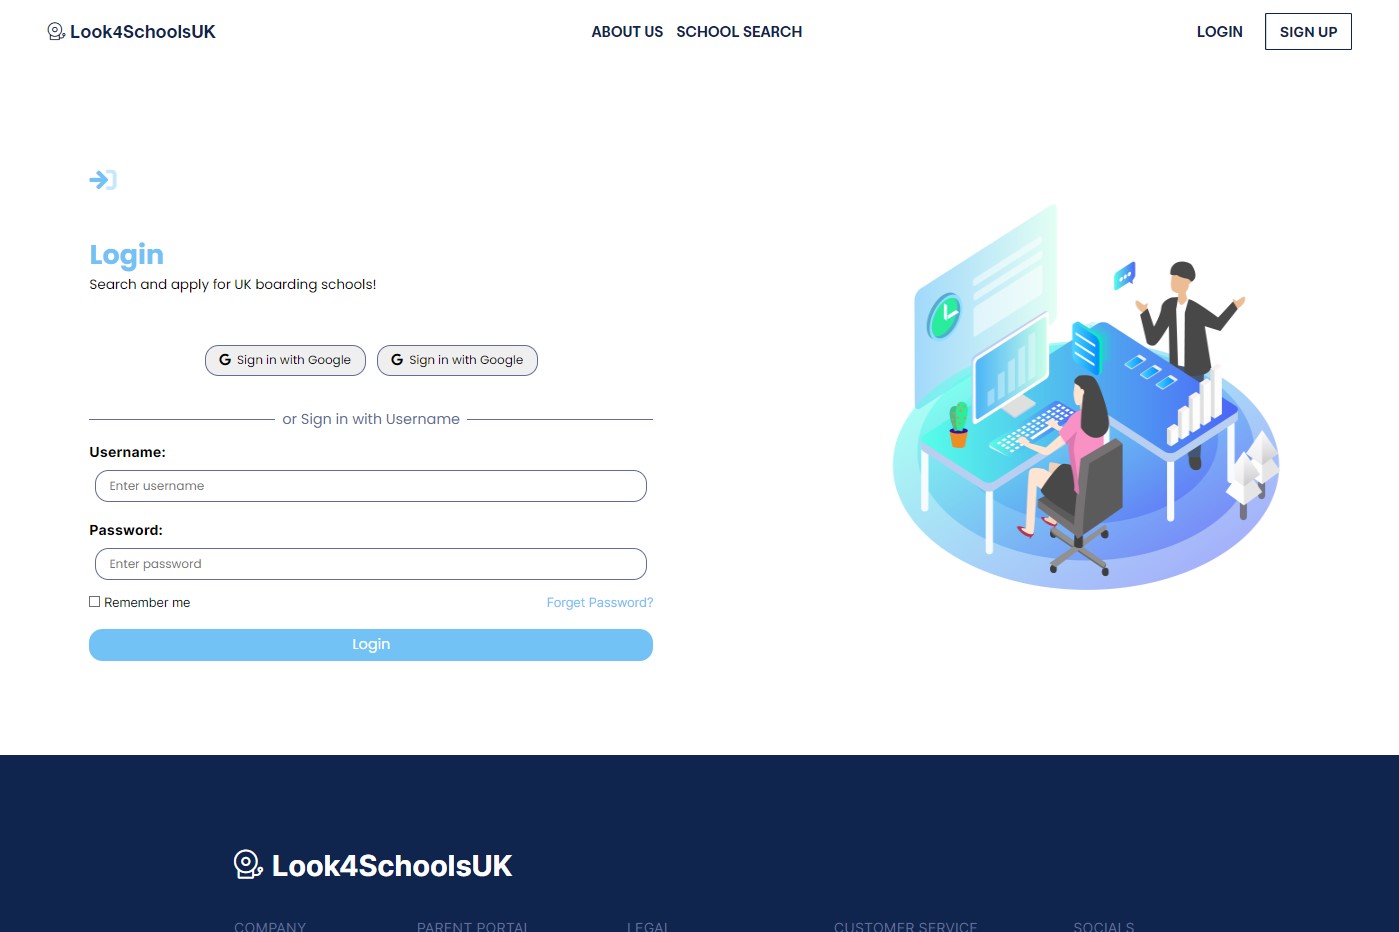 Look4SchoolsUK
ABOUT US SCHOOL SEARCH
LOGIN SIGN UP
Login
Search and apply for UK boarding schools!
Sign in with Google Sign in with Google
or Sign in with Username
Username:
Enter username
Password:
Enter password
Remember me Forget Password?
Login
Look4SchoolsUK
COMPANY PARENT PORTAL LEGAL CUSTOMER SERVICE SOCIALS